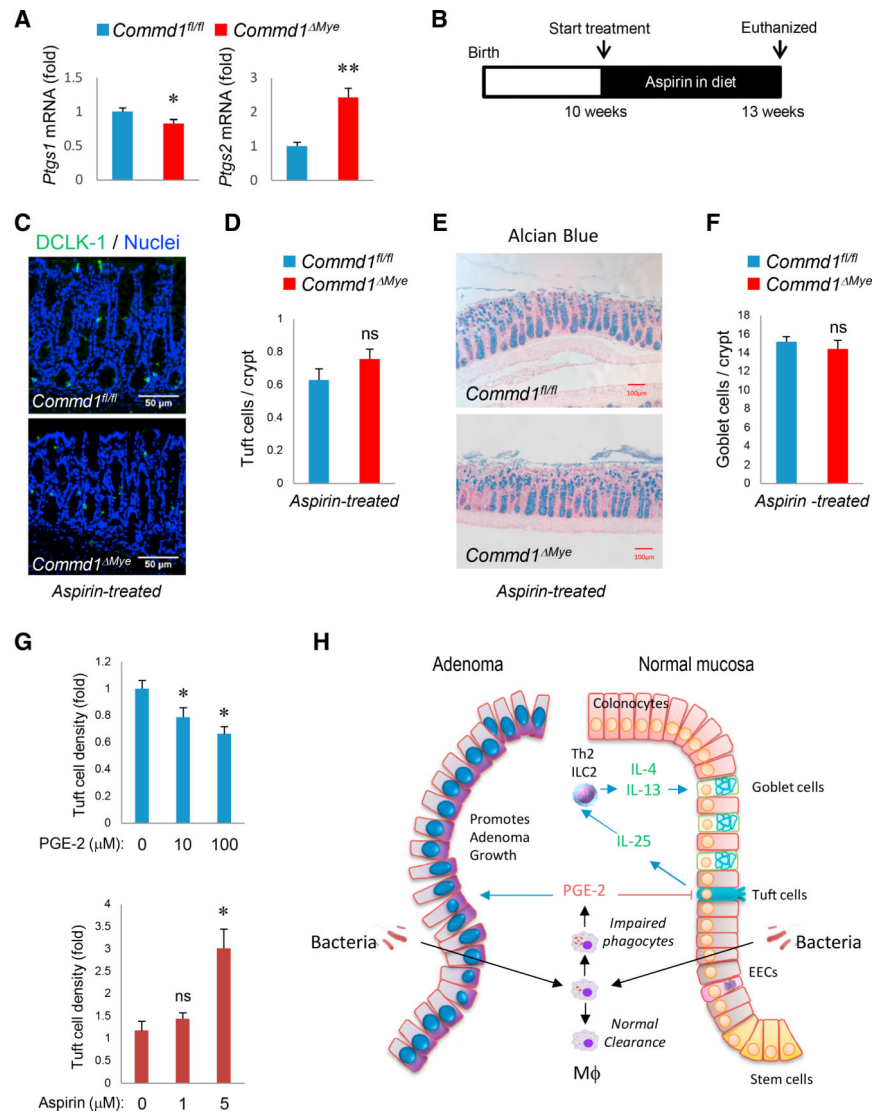 A
Commd1fl/fl Commd1ΔMye
Ptgs1 mRNA (fold)
1.5
1
0.5
0
*
Ptgs2 mRNA (fold)
3
2
1
0
**
B
Start treatment
Euthanized
Birth
Aspirin in diet
10 weeks
13 weeks
C
DCLK-1 / Nuclei
Commd1fl/fl
50 µm
Commd1ΔMye
50 µm
Aspirin-treated
D
Commd1fl/fl
Commd1ΔMye
Tuft cells / crypt
1
0.8
0.6
0.4
0.2
0
ns
Aspirin-treated
E
Alcian Blue
Commd1fl/fl
100µm
Commd1ΔMye
100µm
Aspirin-treated
F
Commd1fl/fl
Commd1ΔMye
Goblet cells / crypt
18
16
14
12
10
8
6
4
2
0
ns
Aspirin -treated
G
Tuft cell density (fold)
1.2
1
0.8
0.6
0.4
0.2
0
*
*
PGE-2 (µM): 0 10 100
Tuft cell density (fold)
4
3.5
3
2.5
2
1.5
1
0.5
0
ns
*
Aspirin (µM): 0 1 5
H
Adenoma
Normal mucosa
Colonocytes
Th2
ILC2
IL-4
IL-13
Goblet cells
IL-25
Promotes
Adenoma
Growth
PGE-2
Tuft cells
Impaired
phagocytes
Bacteria
Bacteria
EECs
Normal
Clearance
Mϕ
Stem cells